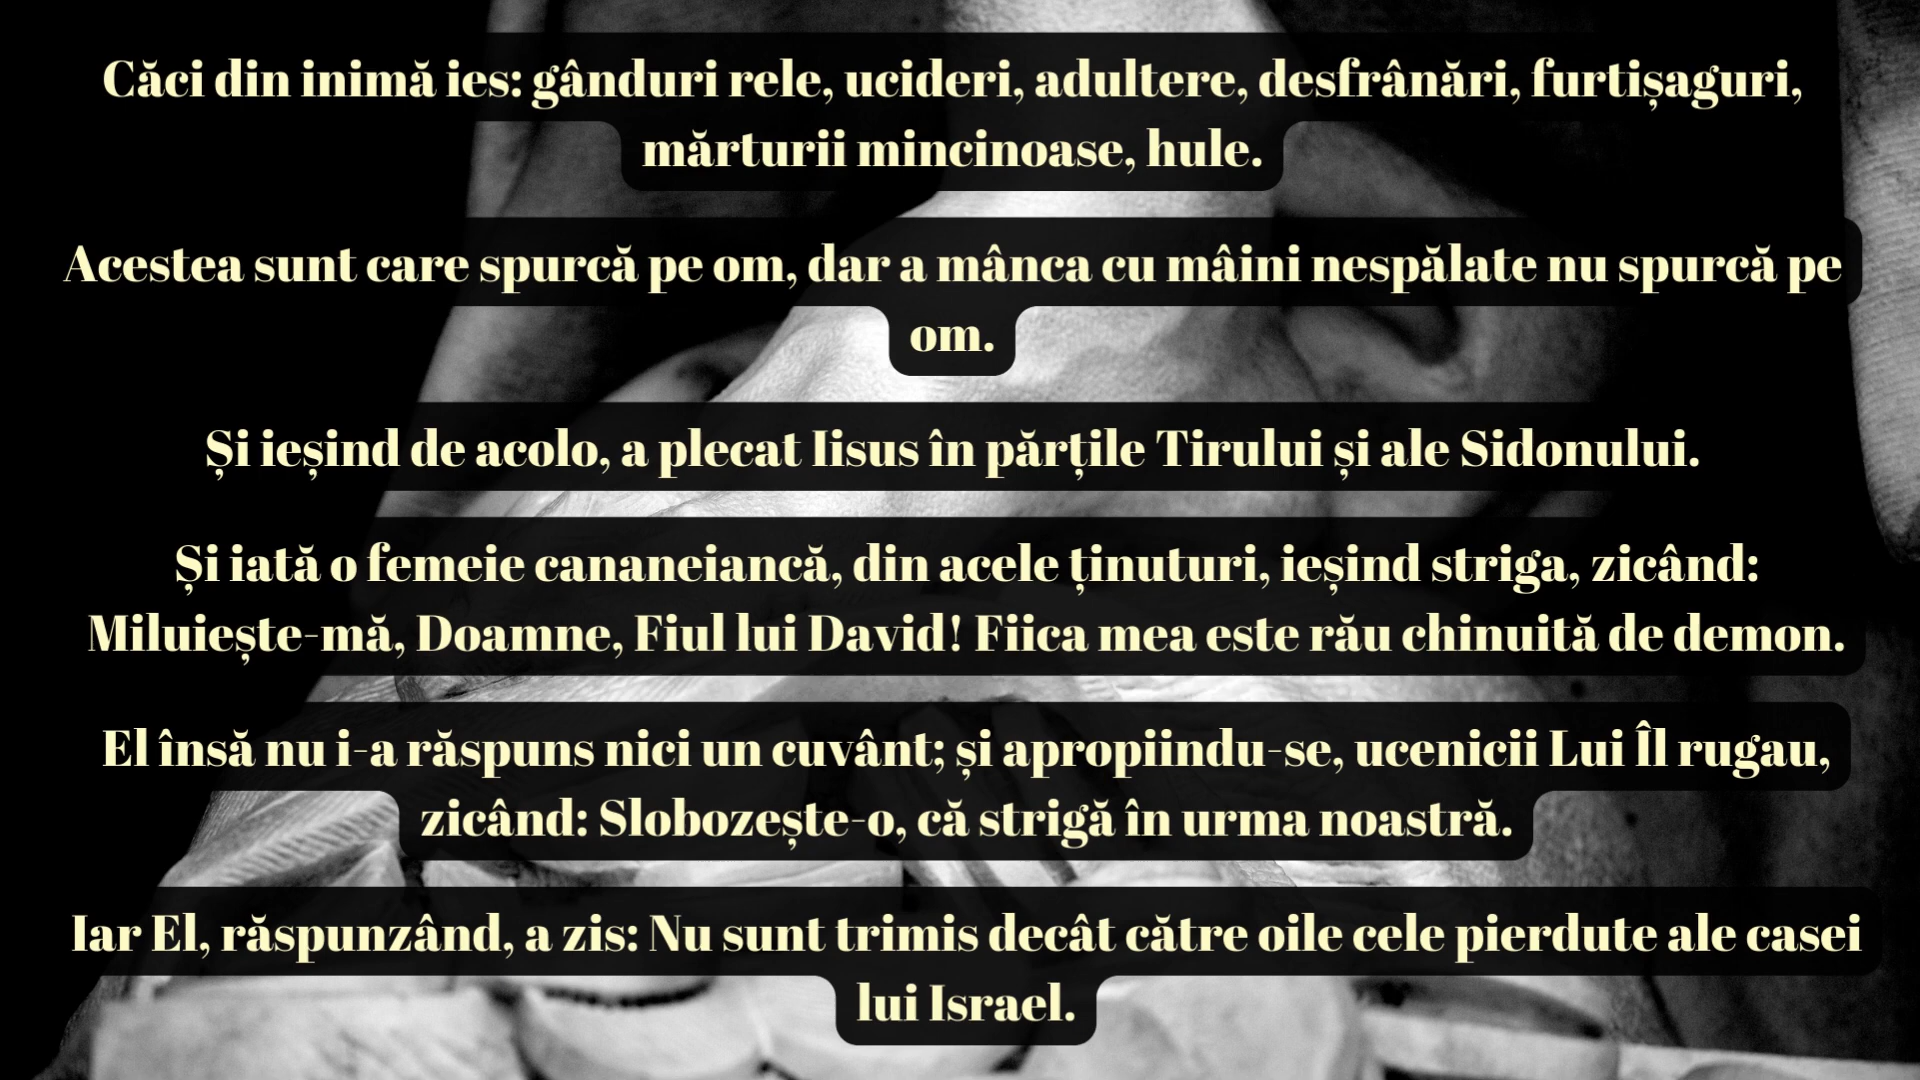 Căci din inimă ies: gânduri rele, ucideri, adultere, desfrânări, furtișaguri,
mărturii mincinoase, hule.
Acestea sunt care spurcă pe om, dar a mânca cu mâini nespălate nu spurcă pe
om.
Și ieșind de acolo, a plecat Iisus în părțile Tirului și ale Sidonului.
Și iată o femeie cananeiancă, din acele ținuturi, ieșind striga, zicând:
Miluiește-mă, Doamne, Fiul lui David! Fiica mea este rău chinuită de demon.
El însă nu i-a răspuns nici un cuvânt; și apropiindu-se, ucenicii Lui Îl rugau,
zicând: Slobozește-o, că strigă în urma noastră.
Iar El, răspunzând, a zis: Nu sunt trimis decât către oile cele pierdute ale casei
lui Israel.